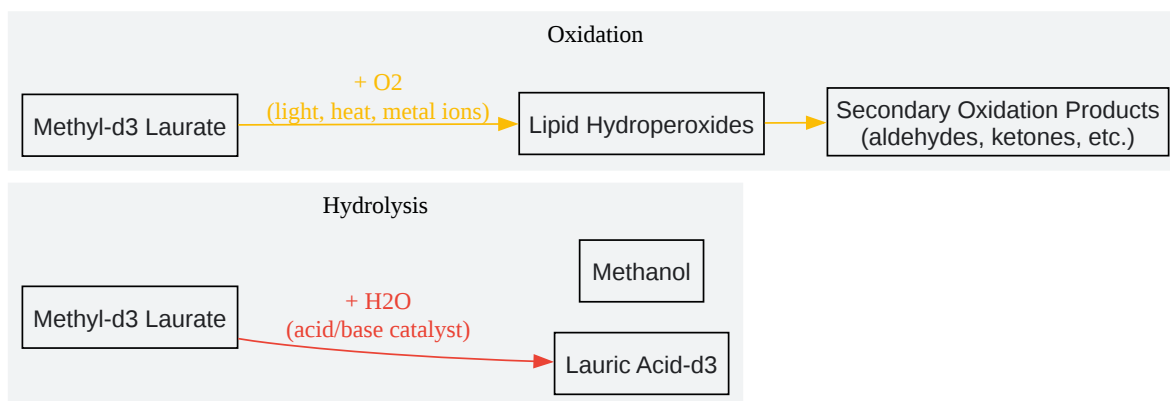 Oxidation
+ O2
(light, heat, metal ions)
Methyl-d3 Laurate
Lipid Hydroperoxides
Secondary Oxidation Products
(aldehydes, ketones, etc.)
Hydrolysis
Methanol
Methyl-d3 Laurate
+ H2O
(acid/base catalyst)
Lauric Acid-d3